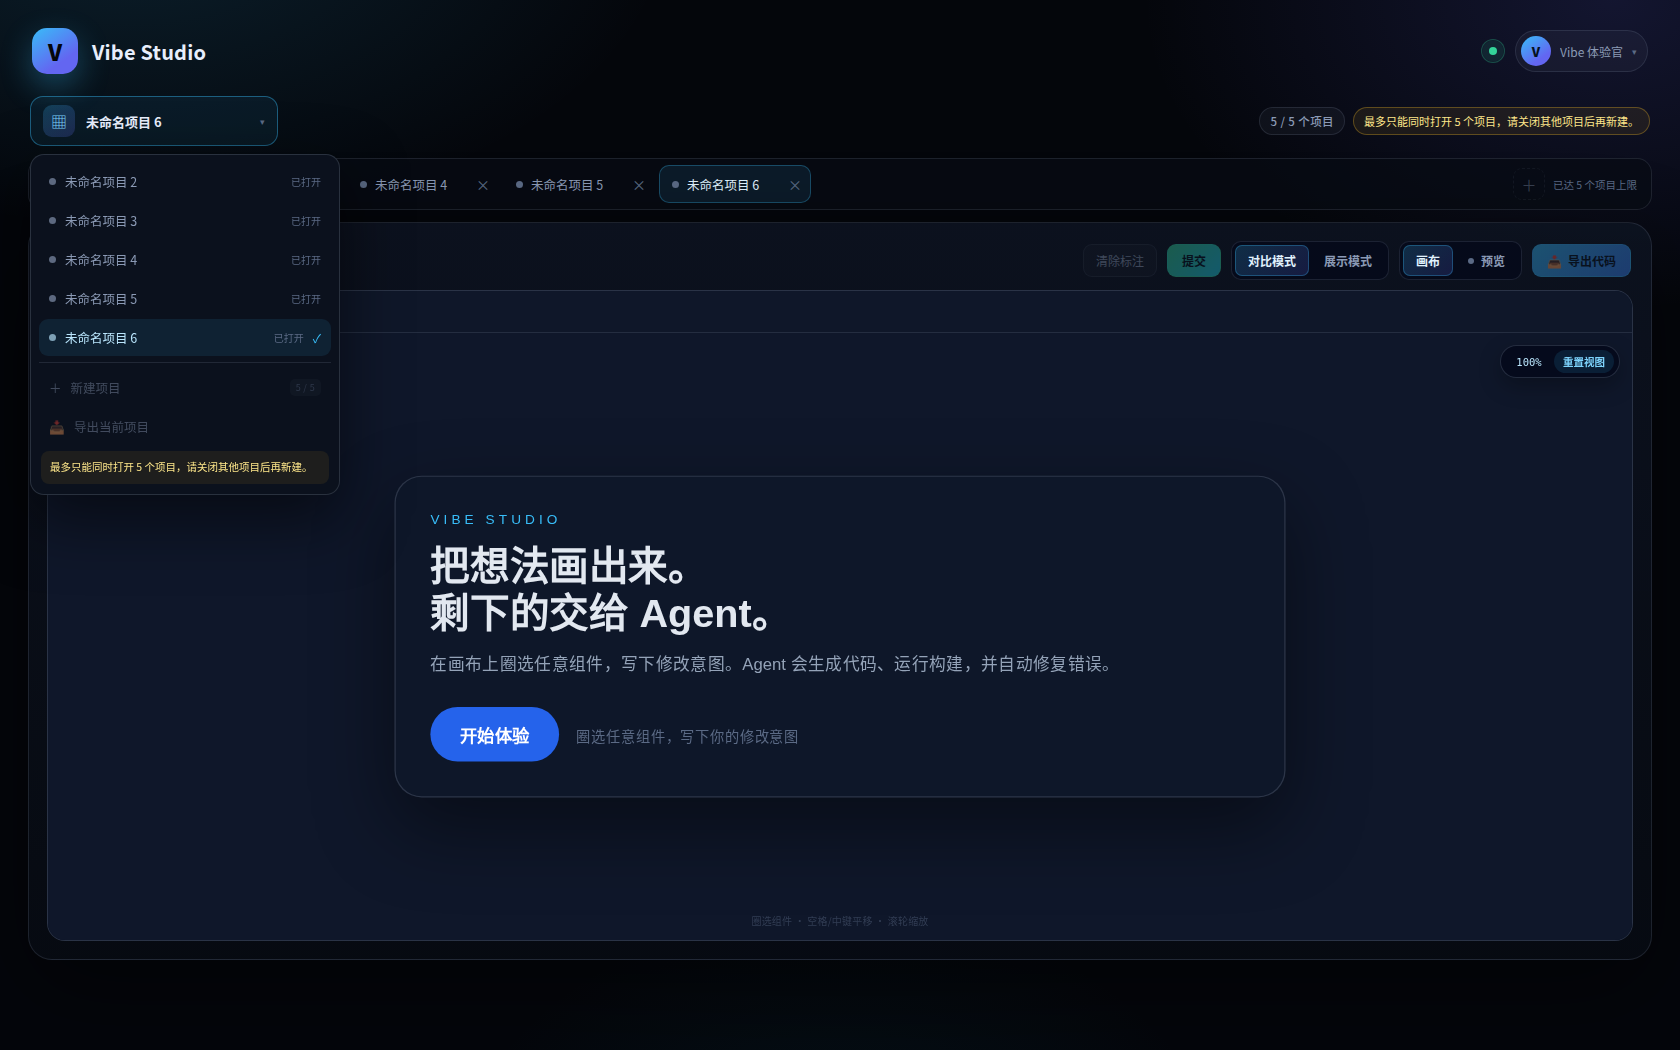 V
Vibe Studio
V
Vibe 体验官
未命名项目 6
5 / 5 个项目
最多只能同时打开 5 个项目，请关闭其他项目后再新建。
未命名项目 2 已打开
未命名项目 3 已打开
未命名项目 4 已打开
未命名项目 5 已打开
未命名项目 6 已打开 ✓
+ 新建项目 5 / 5
导出当前项目
最多只能同时打开 5 个项目，请关闭其他项目后再新建。
未命名项目 4 ×
未命名项目 5 ×
未命名项目 6 ×
+ 已达 5 个项目上限
清除标注
提交
对比模式
展示模式
画布
预览
导出代码
100%
重置视图
VIBE STUDIO
把想法画出来。
剩下的交给 Agent。
在画布上圈选任意组件，写下修改意图。Agent 会生成代码、运行构建，并自动修复错误。
开始体验
圈选任意组件，写下你的修改意图
圈选组件 · 空格/中键平移 · 滚轮缩放